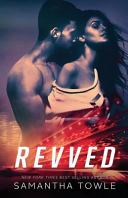 REVVED
NEW YORK TIMES BEST SELLING AUTHOR
SAMANTHA TOWLE